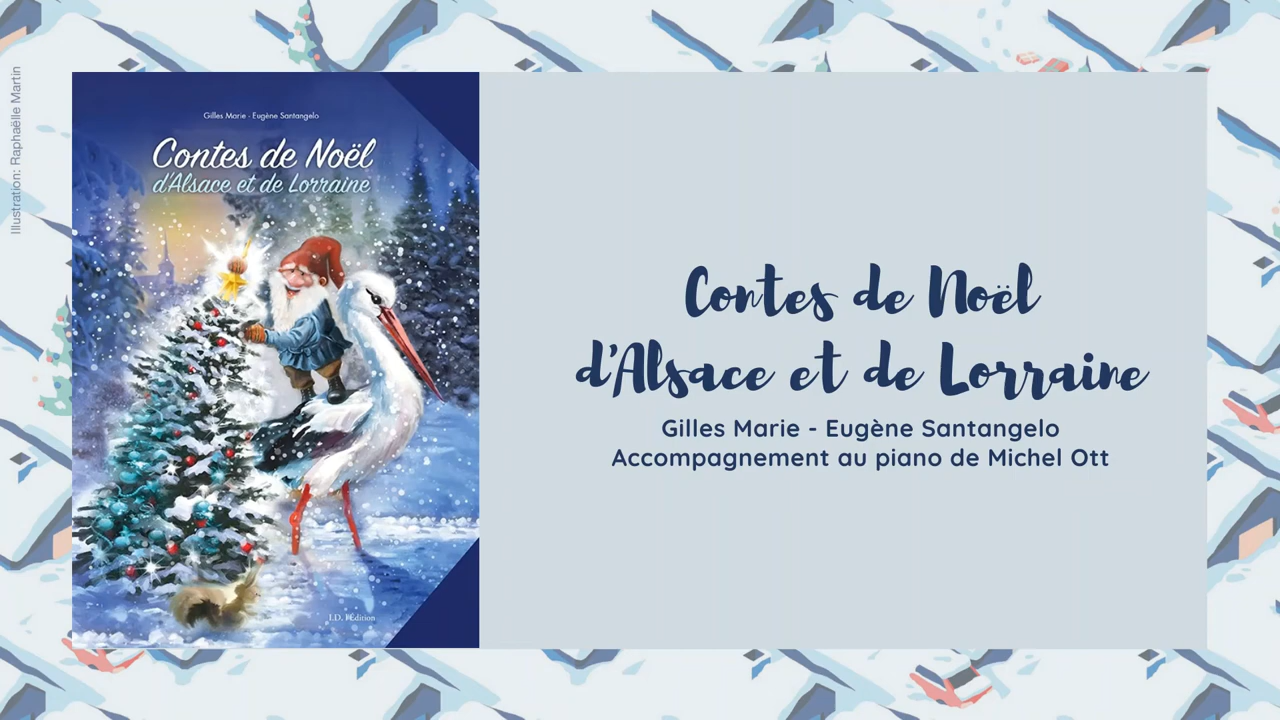 Illustration: Raphaëlle Martin
Gilles Marie - Eugène Santangelo
Contes de Noël
d'Alsace et de Lorraine
I.D. l'Édition
Contes de Noël
d'Alsace et de Lorraine
Gilles Marie - Eugène Santangelo
Accompagnement au piano de Michel Ott